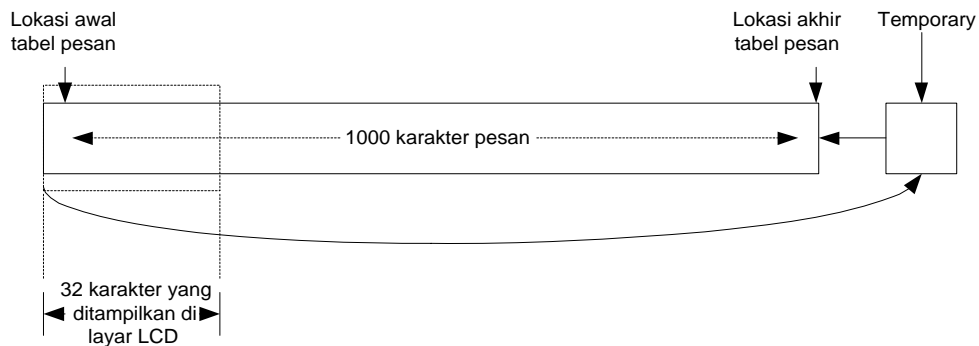 Lokasi awal
tabel pesan
Lokasi akhir
tabel pesan
Temporary
1000 karakter pesan
32 karakter yang
ditampilkan di
layar LCD